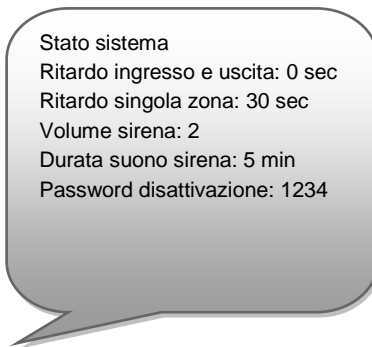 Stato sistema
Ritardo ingresso e uscita: 0 sec
Ritardo singola zona: 30 sec
Volume sirena: 2
Durata suono sirena: 5 min
Password disattivazione: 1234